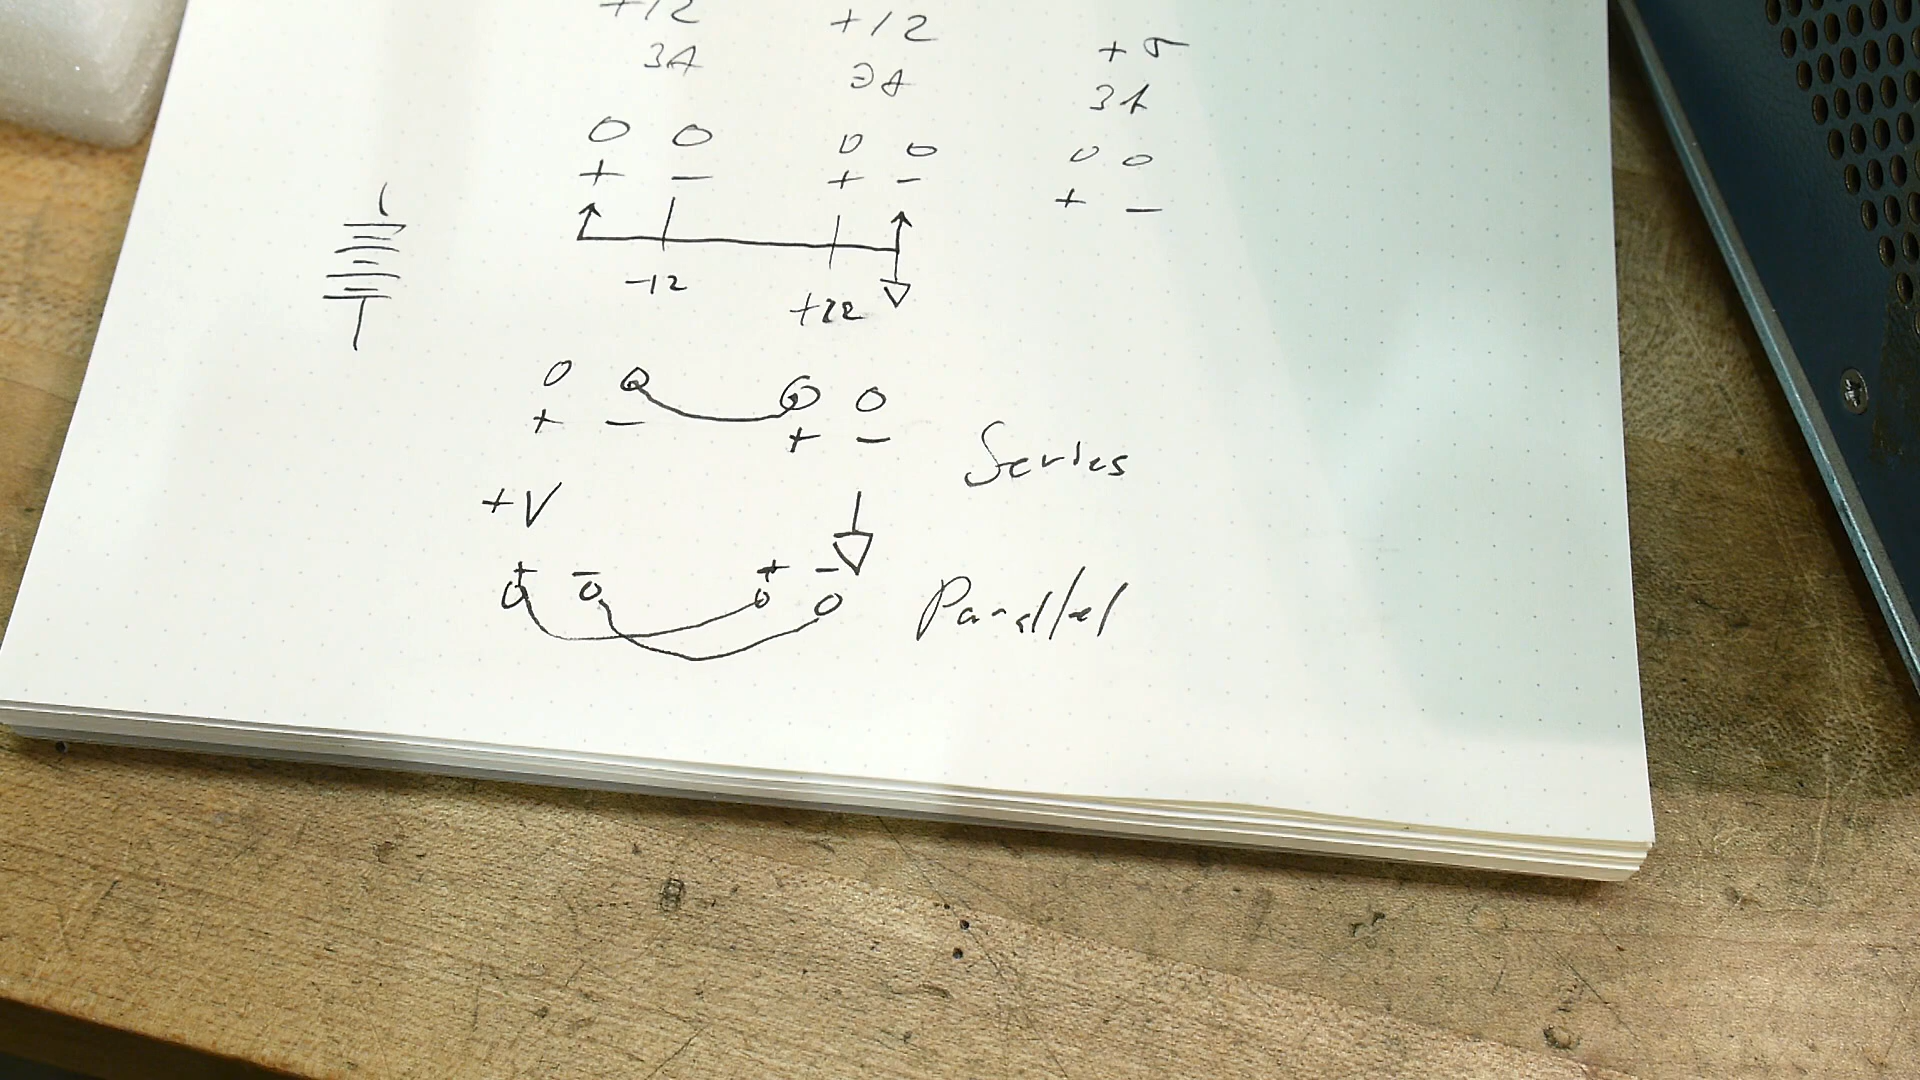 +12 +12 +5
3A 3A 3A
+ - + - + -
-12 +12
+ - + -
Series
+V
+ - + -
Parallel